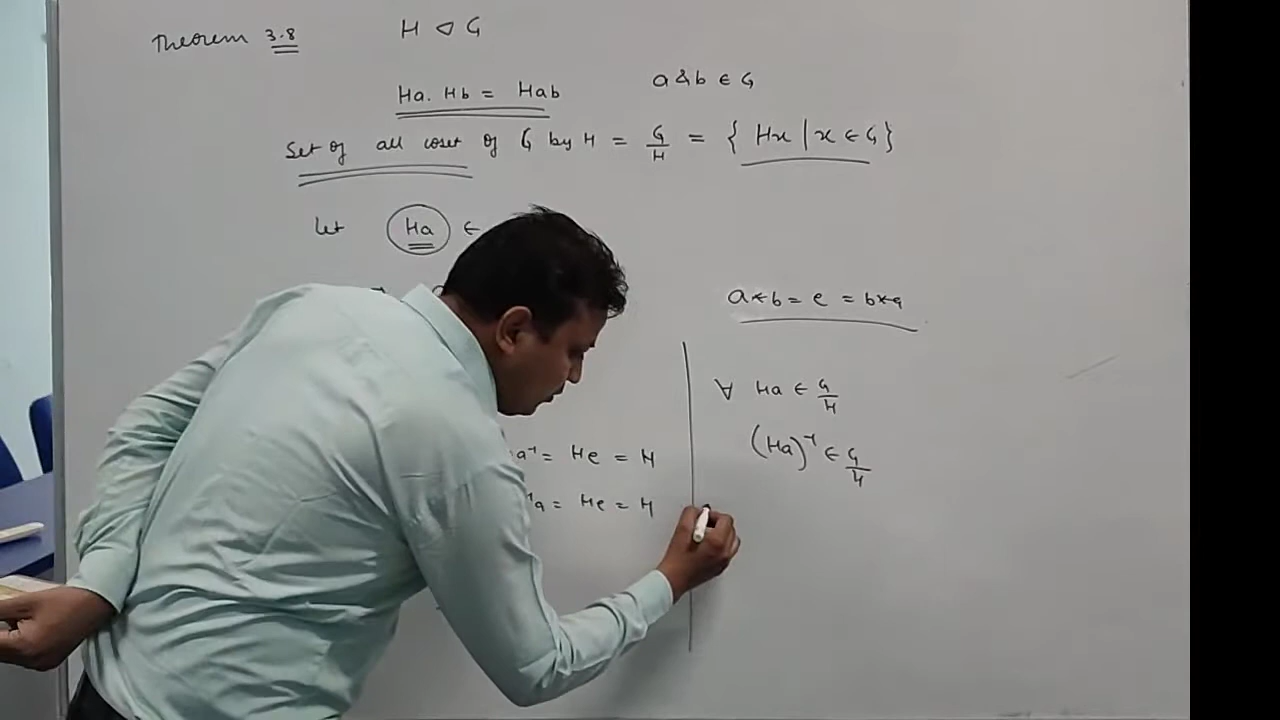 Theorem 3.8 H ⊲ G
Ha. Hb = Hab a & b ∈ G
Set of all coset of G by H = G/H = { Hx | x ∈ G }
Let Ha ∈
a * b = e = b * a
∀ Ha ∈ G/H
(Ha)⁻¹ ∈ G/H
a⁻¹ = He = H
a = He = H